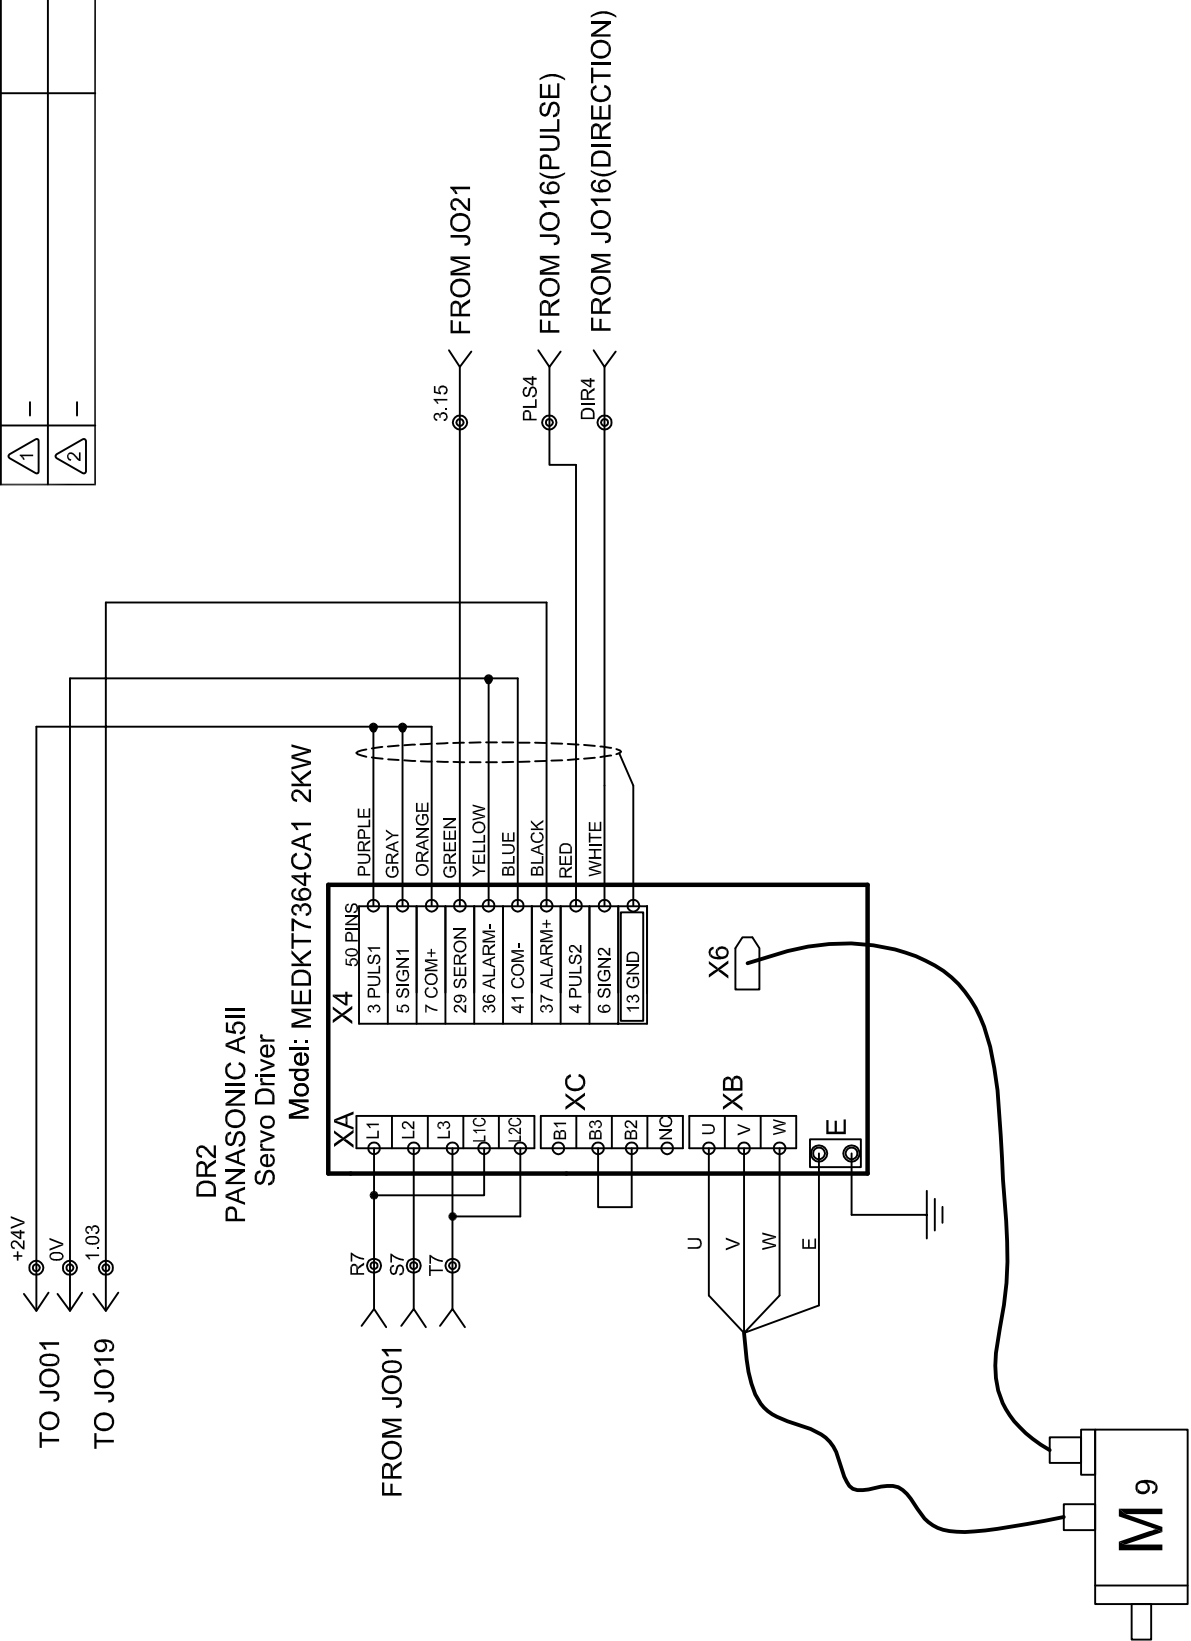 1 –
2 –
+24V
0V
1.03
TO JO01
TO JO19
DR2
PANASONIC A5II
Servo Driver
Model: MEDKT7364CA1 2KW
FROM JO01
R7
S7
T7
XA
L1
L2
L3
L1C
L2C
XC
B1
B3
B2
NC
XB
U
V
W
E
U
V
W
E
X4
50 PINS
3 PULS1
5 SIGN1
7 COM+
29 SERON
36 ALARM-
41 COM-
37 ALARM+
4 PULS2
6 SIGN2
13 GND
X6
PURPLE
GRAY
ORANGE
GREEN
YELLOW
BLUE
BLACK
RED
WHITE
3.15
PLS4
DIR4
FROM JO21
FROM JO16(PULSE)
FROM JO16(DIRECTION)
M 9